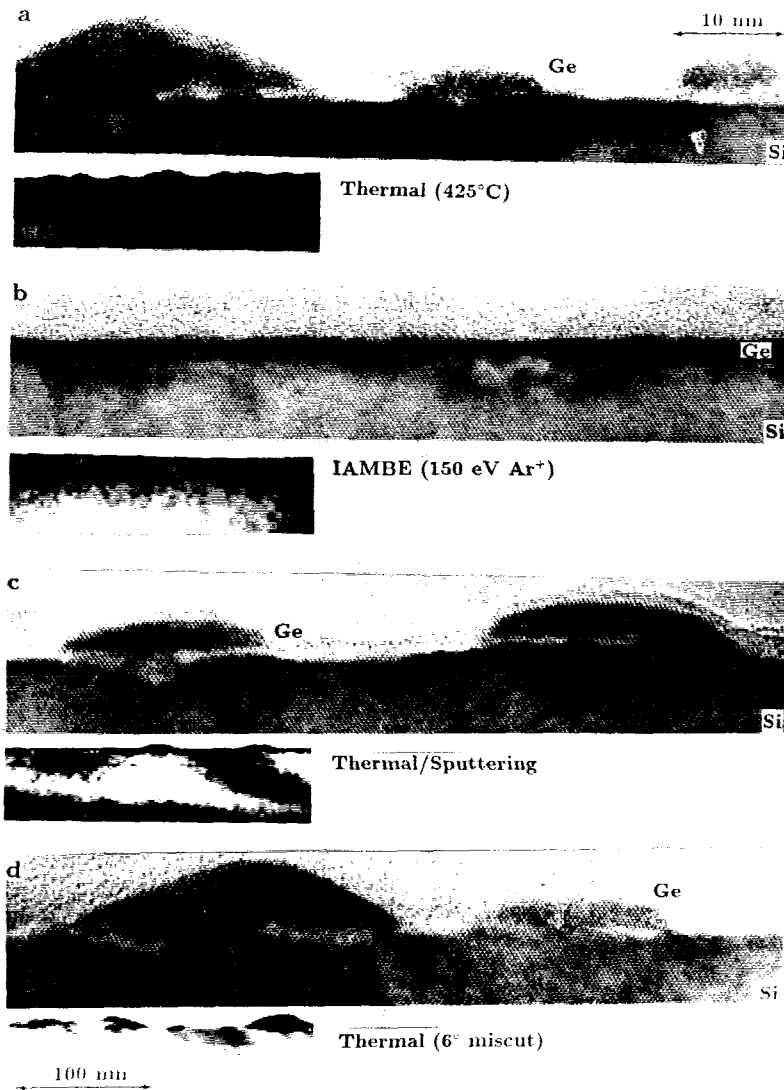 a
10 nm
Ge
Si
Thermal (425°C)
b
Ge
Si
IAMBE (150 eV Ar⁺)
c
Ge
Si
Thermal/Sputtering
d
Ge
Si
Thermal (6° miscut)
100 nm